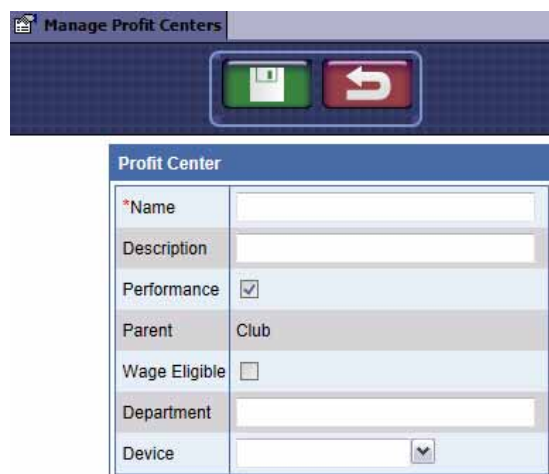 Manage Profit Centers
Profit Center
*Name
Description
Performance
Parent Club
Wage Eligible
Department
Device